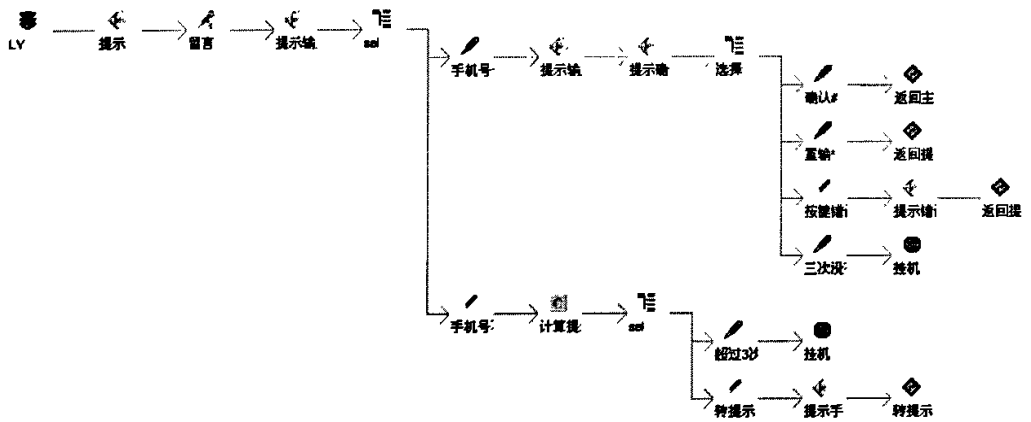 LY
提示
留言
提示输
sel
手机号
提示输
提示确
选择
确认#
返回主
重输*
返回提
按键错
提示错
返回提
三次没
挂机
手机号
计算提
sel
超过3
挂机
转提示
提示手
转提示